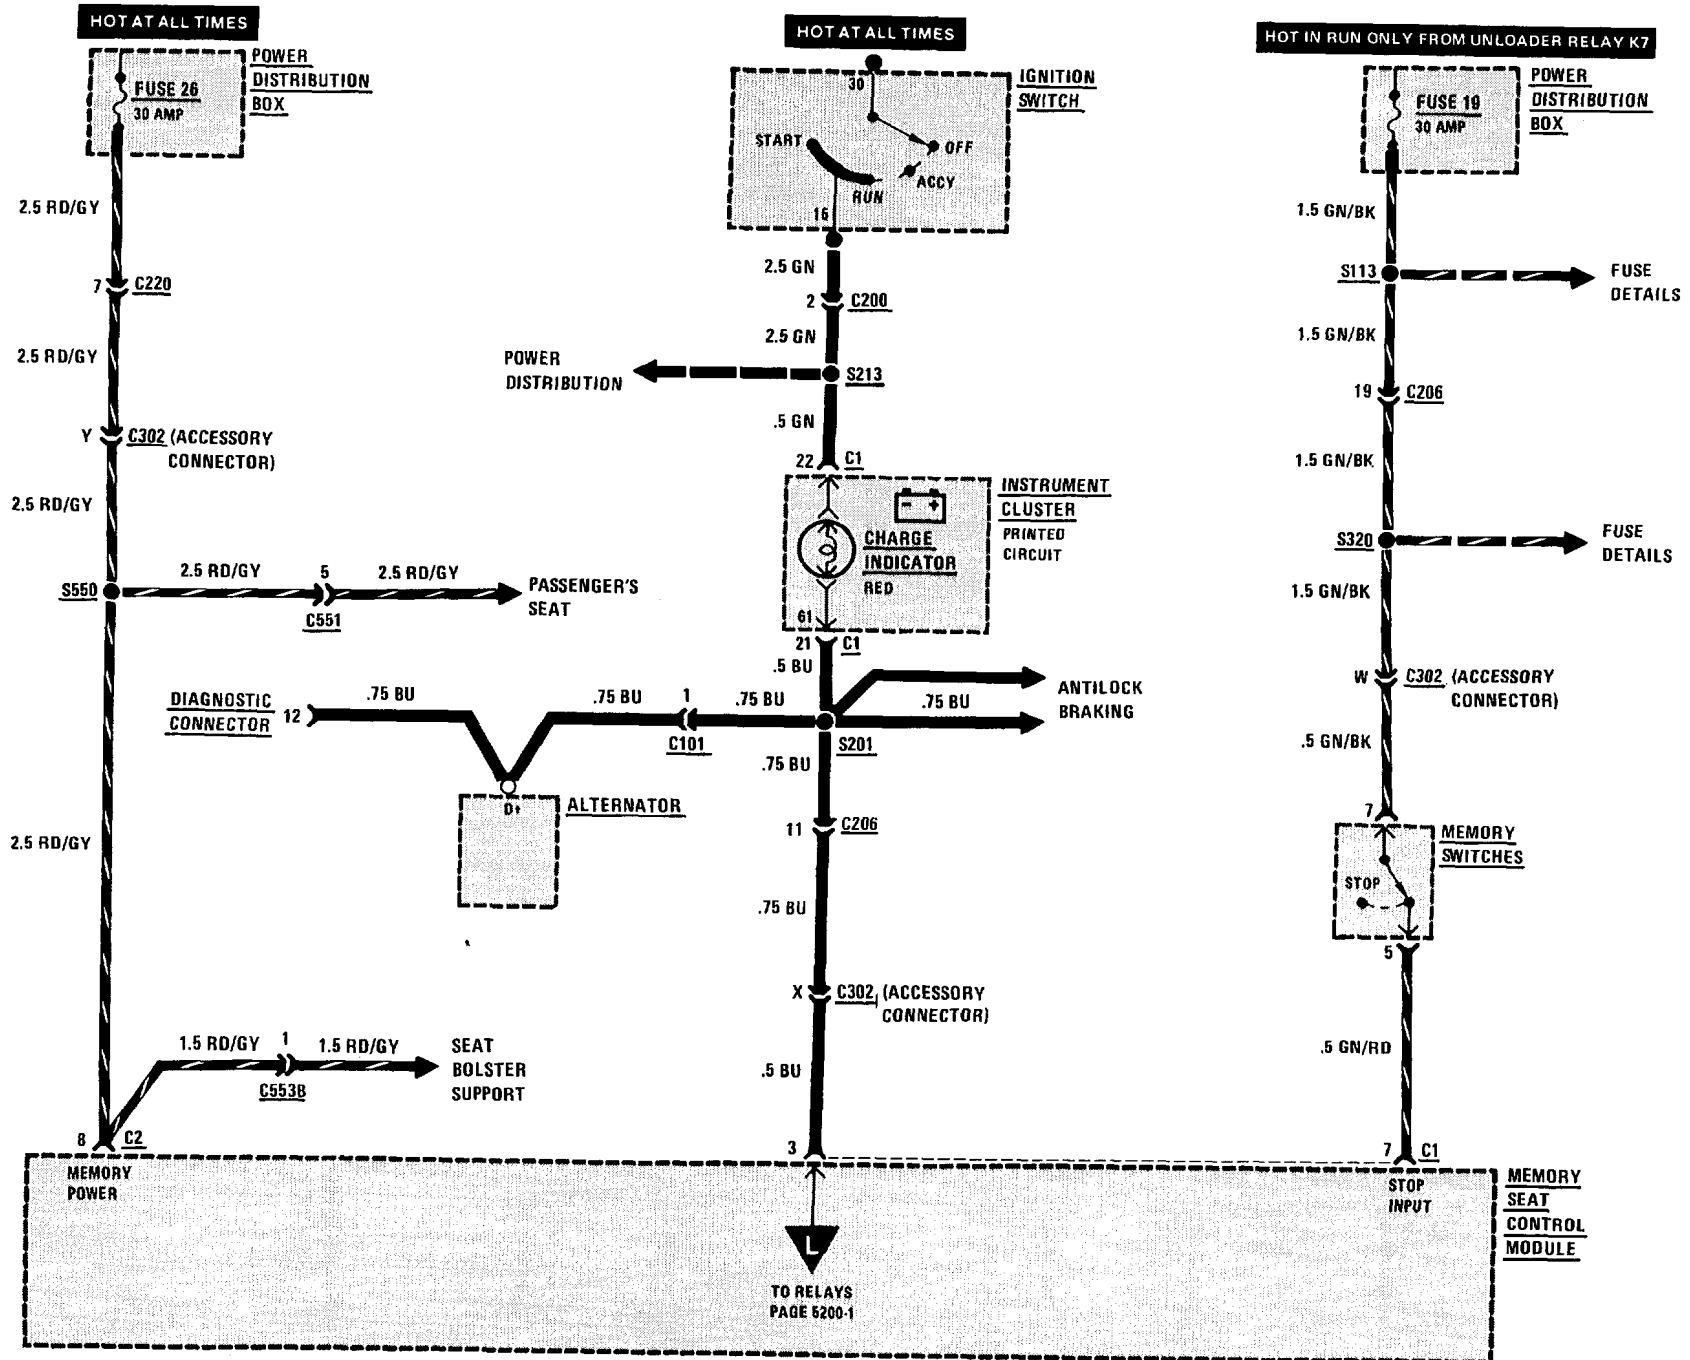 HOT AT ALL TIMES
FUSE 26
30 AMP
POWER
DISTRIBUTION
BOX
2.5 RD/GY
7
C220
2.5 RD/GY
Y
C302 (ACCESSORY
CONNECTOR)
2.5 RD/GY
S550
2.5 RD/GY
5
2.5 RD/GY
C551
PASSENGER'S
SEAT
2.5 RD/GY
1.5 RD/GY
1
1.5 RD/GY
C553B
SEAT
BOLSTER
SUPPORT
8
C2
MEMORY
POWER
HOT AT ALL TIMES
30
IGNITION
SWITCH
START
OFF
ACCY
RUN
16
2.5 GN
2
C200
2.5 GN
POWER
DISTRIBUTION
S213
.5 GN
22
C1
INSTRUMENT
CLUSTER
PRINTED
CIRCUIT
- +
CHARGE
INDICATOR
RED
61
21
C1
.5 BU
DIAGNOSTIC
CONNECTOR
12
.75 BU
.75 BU
1
C101
.75 BU
S201
.75 BU
ANTILOCK
BRAKING
D+
ALTERNATOR
.75 BU
11
C206
.75 BU
X
C302 (ACCESSORY
CONNECTOR)
.5 BU
3
L
TO RELAYS
PAGE 5200-1
HOT IN RUN ONLY FROM UNLOADER RELAY K7
FUSE 19
30 AMP
POWER
DISTRIBUTION
BOX
1.5 GN/BK
S113
FUSE
DETAILS
1.5 GN/BK
19
C206
1.5 GN/BK
S320
FUSE
DETAILS
1.5 GN/BK
W
C302 (ACCESSORY
CONNECTOR)
.5 GN/BK
7
MEMORY
SWITCHES
STOP
5
.5 GN/RD
7
C1
STOP
INPUT
MEMORY
SEAT
CONTROL
MODULE